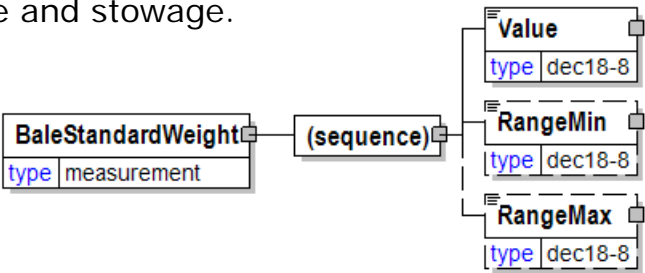 e and stowage.
BaleStandardWeight
type measurement
(sequence)
Value
type dec18-8
RangeMin
type dec18-8
RangeMax
type dec18-8